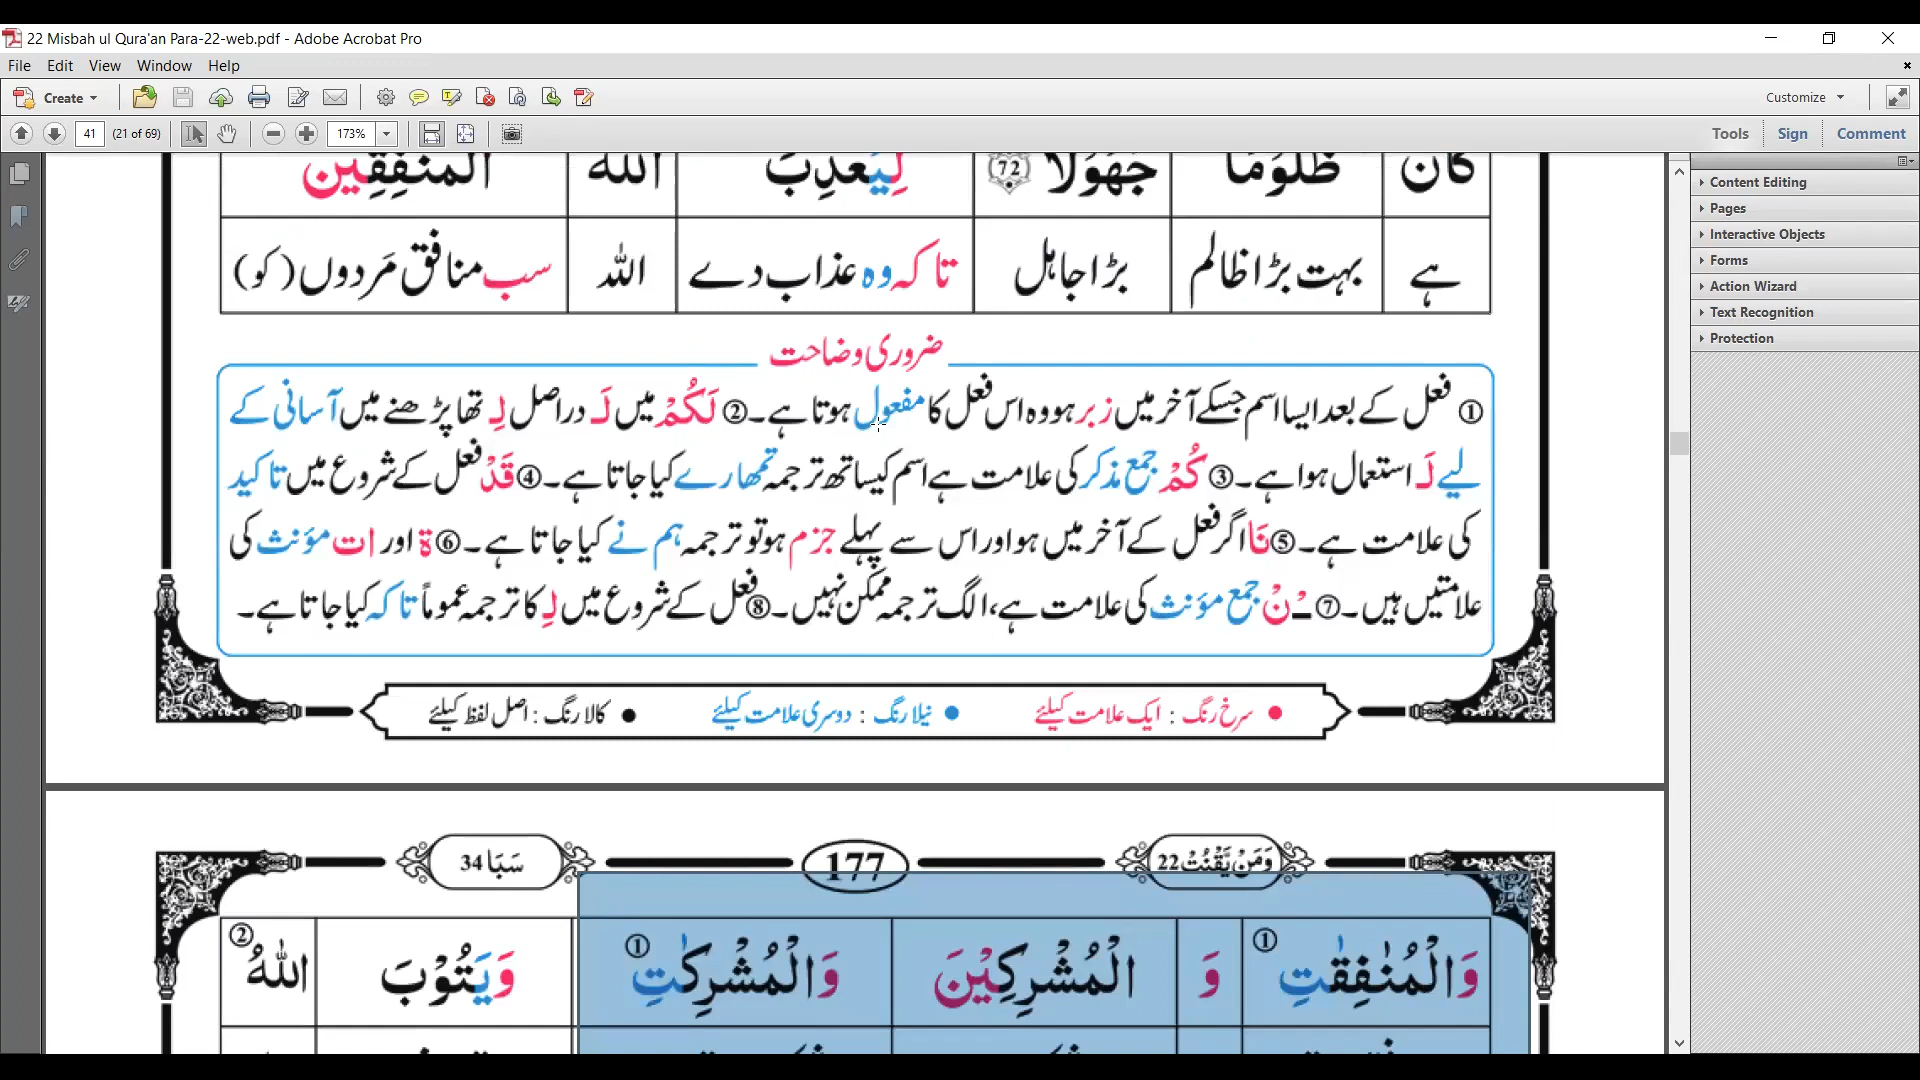 22 Misbah ul Qura'an Para-22-web.pdf - Adobe Acrobat Pro
File Edit View Window Help
Create Customize
41 (21 of 69) 173% Tools Sign Comment
Content Editing
Pages
Interactive Objects
Forms
Action Wizard
Text Recognition
Protection
كَانَ ظَلُوْمًا جَهُوْلًا 72 لِّيُعَذِّبَ اللّٰهُ الْمُنٰفِقِيْنَ
ہے بہت بڑا ظالم بڑا جاہل تاکہ وہ عذاب دے اللہ سب منافق مَردوں (کو)
ضروری وضاحت
① فعل کے بعد ایسا اسم جسکے آخر میں زبر ہو وہ اس فعل کا مفعول ہوتا ہے۔ ② لَكُمْ میں لَـ دراصل لِـ تھا پڑھنے میں آسانی کے
لیے لَـ استعمال ہوا ہے۔ ③ كُمْ جمع مذکر کی علامت ہے اسم کیساتھ ترجمہ تمھارے کیا جاتا ہے۔ ④ قَدْ فعل کے شروع میں تاکید
کی علامت ہے۔ ⑤ نَا اگر فعل کے آخر میں ہو اور اس سے پہلے جزم ہو تو ترجمہ ہم نے کیا جاتا ہے۔ ⑥ ة اور ات مؤنث کی
علامتیں ہیں۔ ⑦ ـْنَ جمع مؤنث کی علامت ہے، الگ ترجمہ ممکن نہیں۔ ⑧ فعل کے شروع میں لِـ کا ترجمہ عموماً تاکہ کیا جاتا ہے۔
● سرخ رنگ : ایک علامت کیلئے ● نیلا رنگ : دوسری علامت کیلئے ● کالا رنگ : اصل لفظ کیلئے
وَمَنْ يَّقْنُتْ 22 177 سَبَا 34
وَالْمُنٰفِقٰتِ ① وَ الْمُشْرِكِيْنَ وَالْمُشْرِكٰتِ ① وَيَتُوْبَ اللّٰهُ ②